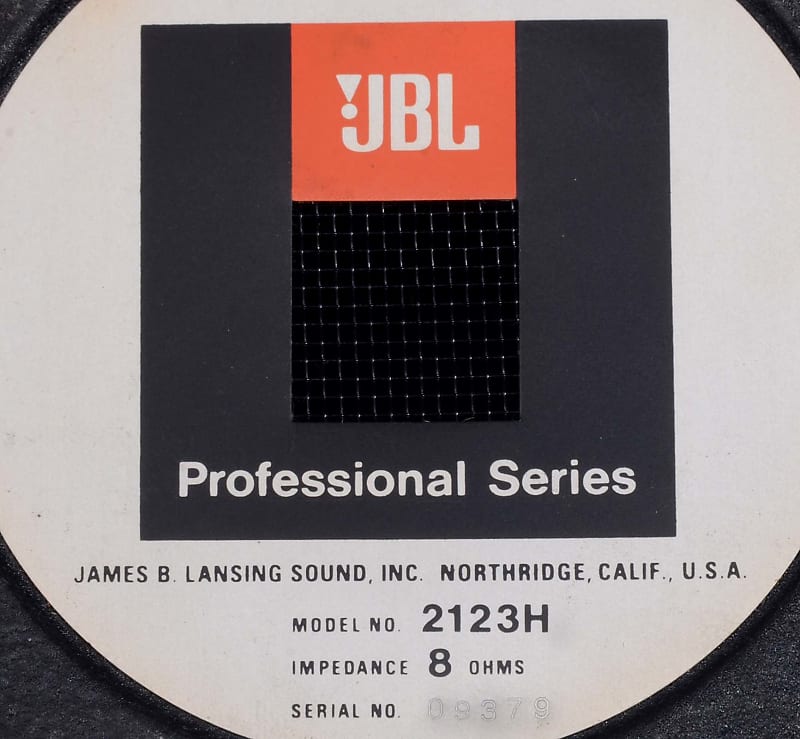 JBL
Professional Series
JAMES B. LANSING SOUND, INC. NORTHRIDGE, CALIF., U.S.A.
MODEL NO. 2123H
IMPEDANCE 8 OHMS
SERIAL NO. 09379